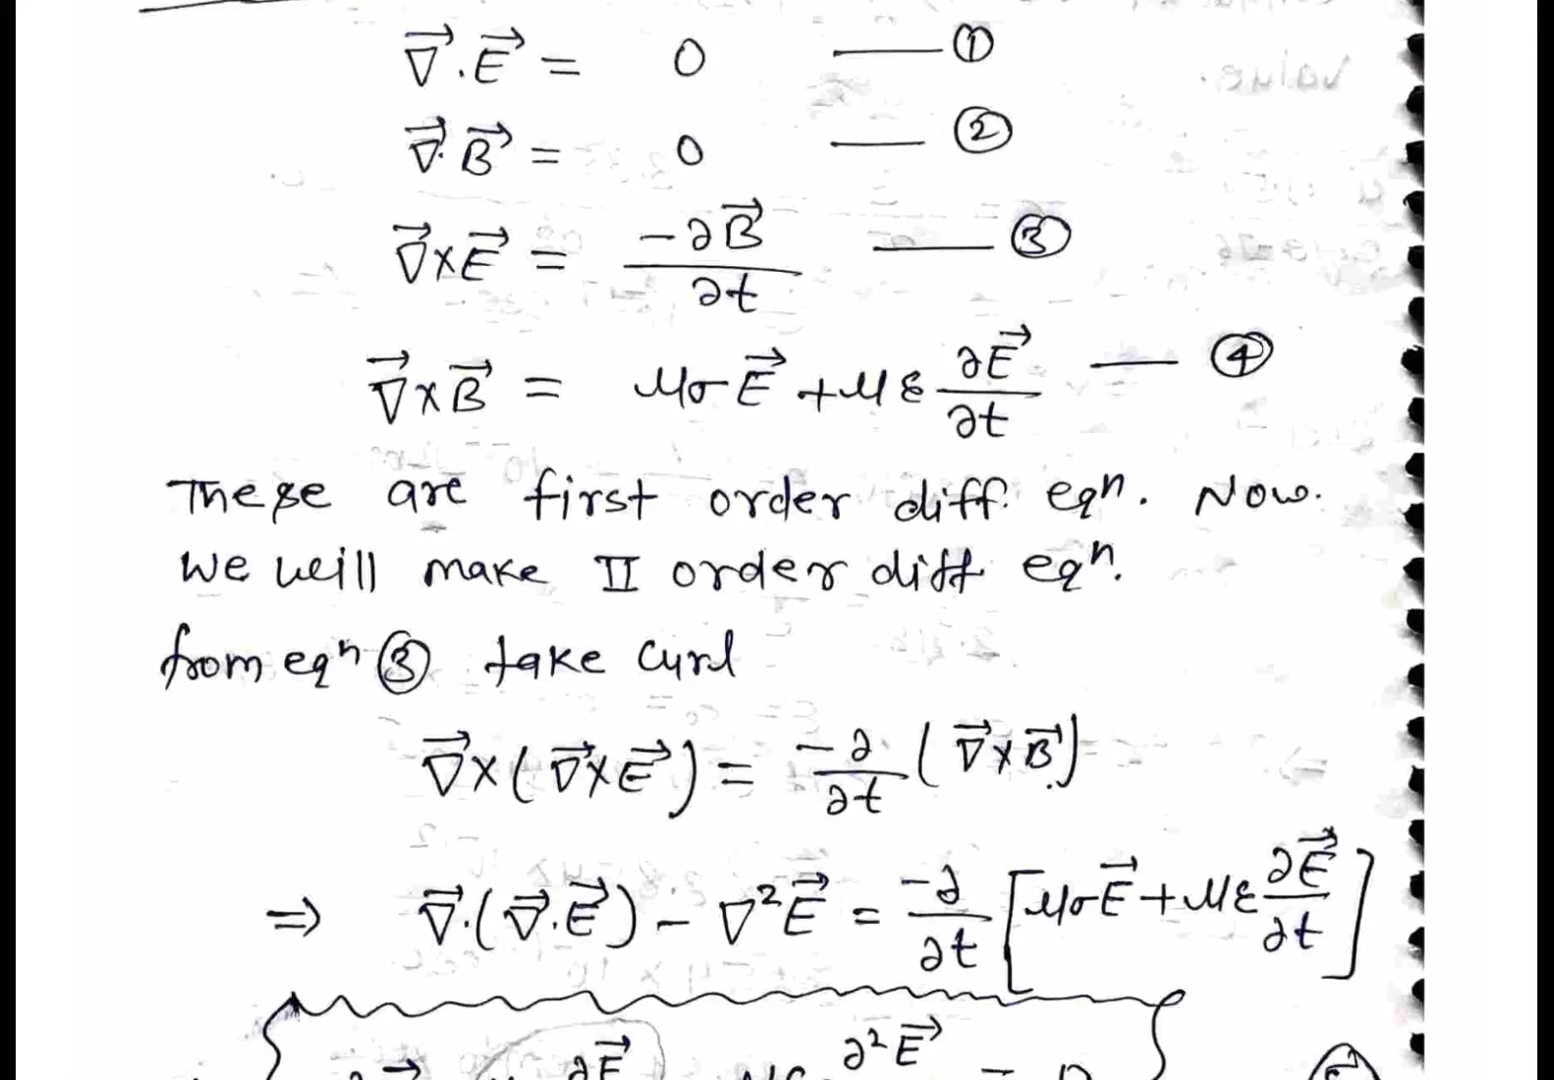 ∇⃗.E⃗ = 0 —— ①
∇⃗.B⃗ = 0 —— ②
∇⃗×E⃗ = -∂B⃗/∂t —— ③
∇⃗×B⃗ = μσE⃗ + με ∂E⃗/∂t —— ④
These are first order diff. eqⁿ. Now.
We will make II order diff eqⁿ.
from eqⁿ ③ take curl
∇⃗×(∇⃗×E⃗) = -∂/∂t (∇⃗×B⃗)
⇒ ∇⃗.(∇⃗.E⃗) - ∇²E⃗ = -∂/∂t [μσE⃗ + με ∂E⃗/∂t]
∂E⃗ ∂²E⃗